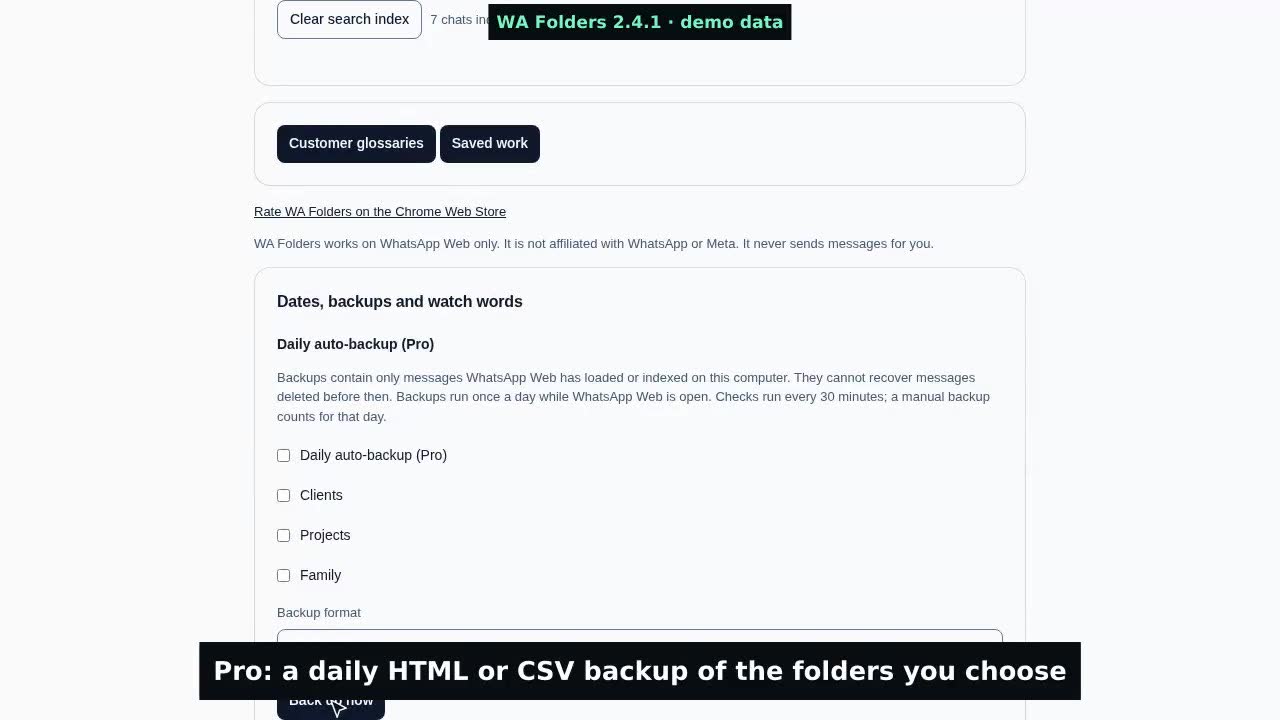 Clear search index
7 chats
WA Folders 2.4.1 · demo data
Customer glossaries
Saved work
Rate WA Folders on the Chrome Web Store
WA Folders works on WhatsApp Web only. It is not affiliated with WhatsApp or Meta. It never sends messages for you.
Dates, backups and watch words
Daily auto-backup (Pro)
Backups contain only messages WhatsApp Web has loaded or indexed on this computer. They cannot recover messages
deleted before then. Backups run once a day while WhatsApp Web is open. Checks run every 30 minutes; a manual backup
counts for that day.
Daily auto-backup (Pro)
Clients
Projects
Family
Backup format
Pro: a daily HTML or CSV backup of the folders you choose
Back up now